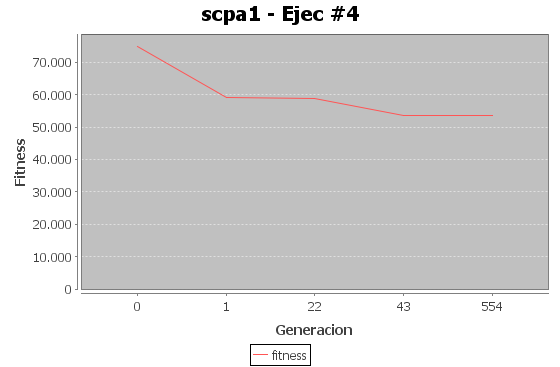 scpa1 - Ejec #4
70.000
60.000
50.000
40.000
30.000
20.000
10.000
0
Fitness
0 1 22 43 554
Generacion
fitness